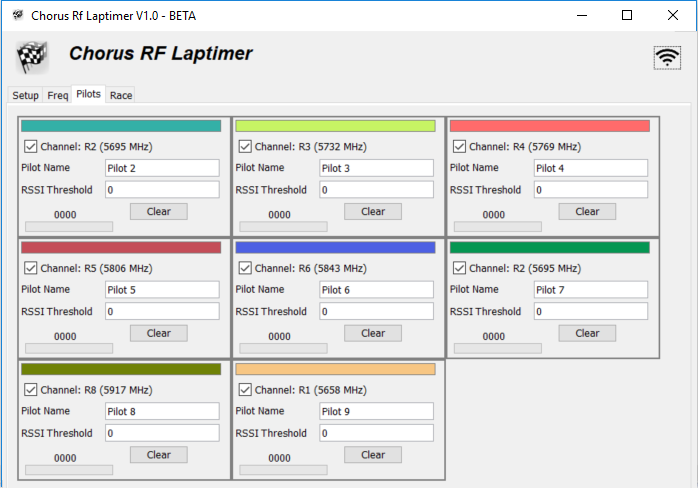 Chorus Rf Laptimer V1.0 - BETA
Chorus RF Laptimer
Setup Freq Pilots Race
Channel: R2 (5695 MHz)
Pilot Name Pilot 2
RSSI Threshold 0
0000 Clear
Channel: R3 (5732 MHz)
Pilot Name Pilot 3
RSSI Threshold 0
0000 Clear
Channel: R4 (5769 MHz)
Pilot Name Pilot 4
RSSI Threshold 0
0000 Clear
Channel: R5 (5806 MHz)
Pilot Name Pilot 5
RSSI Threshold 0
0000 Clear
Channel: R6 (5843 MHz)
Pilot Name Pilot 6
RSSI Threshold 0
0000 Clear
Channel: R2 (5695 MHz)
Pilot Name Pilot 7
RSSI Threshold 0
0000 Clear
Channel: R8 (5917 MHz)
Pilot Name Pilot 8
RSSI Threshold 0
0000 Clear
Channel: R1 (5658 MHz)
Pilot Name Pilot 9
RSSI Threshold 0
0000 Clear